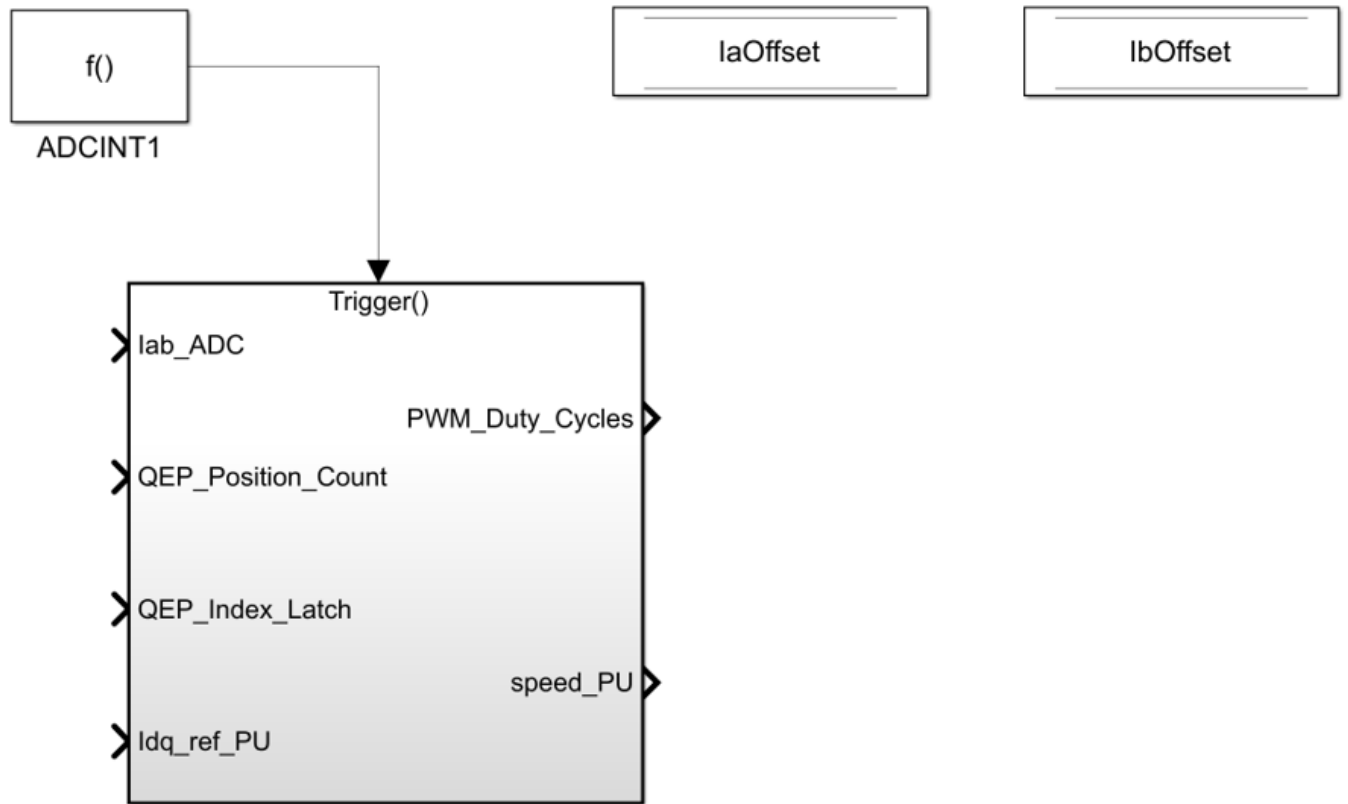 f()
ADCINT1
IaOffset
IbOffset
Trigger()
Iab_ADC
PWM_Duty_Cycles
QEP_Position_Count
QEP_Index_Latch
speed_PU
Idq_ref_PU